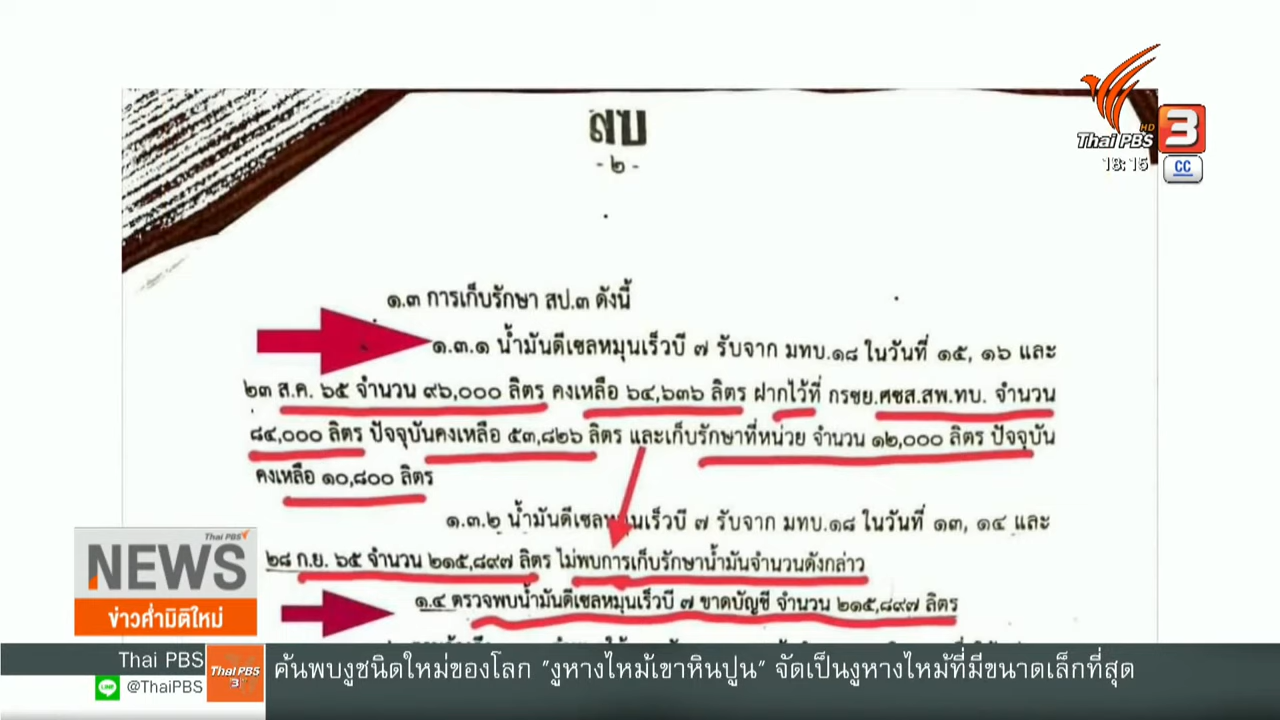 สฃ
- ๒ -
Thai PBS HD 3
18:15
CC
๑.๓ การเก็บรักษา สป.๓ ดังนี้
๑.๓.๑ น้ำมันดีเซลหมุนเร็วบี ๗ รับจาก มทบ.๑๘ ในวันที่ ๑๕, ๑๖ และ
๒๓ ส.ค. ๖๕ จำนวน ๙๖,๐๐๐ ลิตร คงเหลือ ๖๔,๖๓๖ ลิตร ฝากไว้ที่ กรซย.ศซส.สพ.ทบ. จำนวน
๘๔,๐๐๐ ลิตร ปัจจุบันคงเหลือ ๕๓,๘๒๖ ลิตร และเก็บรักษาที่หน่วย จำนวน ๑๒,๐๐๐ ลิตร ปัจจุบัน
คงเหลือ ๑๐,๘๐๐ ลิตร
๑.๓.๒ น้ำมันดีเซลหมุนเร็วบี ๗ รับจาก มทบ.๑๘ ในวันที่ ๑๓, ๑๔ และ
๒๘ ก.ย. ๖๕ จำนวน ๒๑๕,๘๙๗ ลิตร ไม่พบการเก็บรักษาน้ำมันจำนวนดังกล่าว
๑.๔ ตรวจพบน้ำมันดีเซลหมุนเร็วบี ๗ ขาดบัญชี จำนวน ๒๑๕,๘๙๗ ลิตร
Thai PBS
NEWS
ข่าวค่ำมิติใหม่
Thai PBS
LINE @ThaiPBS
Thai PBS 3
ค้นพบงูชนิดใหม่ของโลก "งูหางไหม้เขาหินปูน" จัดเป็นงูหางไหม้ที่มีขนาดเล็กที่สุด